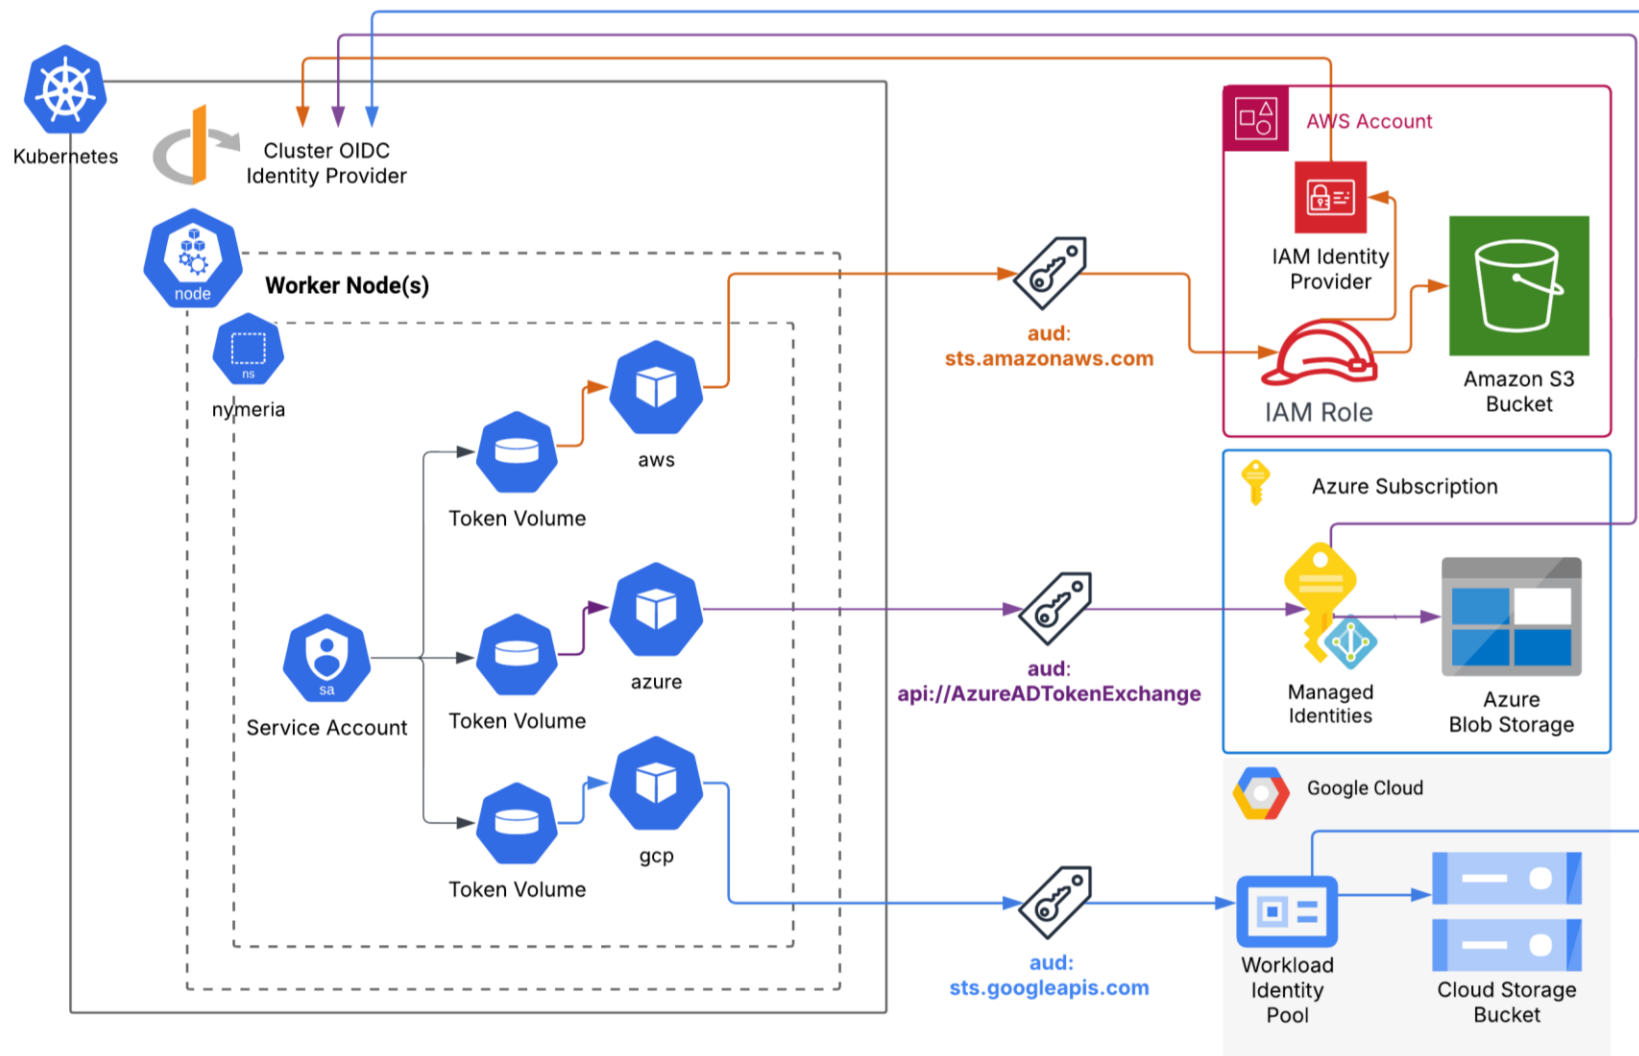 Kubernetes
Cluster OIDC
Identity Provider
node
Worker Node(s)
ns
nymeria
aws
Token Volume
azure
Token Volume
sa
Service Account
gcp
Token Volume
aud:
sts.amazonaws.com
aud:
api://AzureADTokenExchange
aud:
sts.googleapis.com
AWS Account
IAM Identity
Provider
IAM Role
Amazon S3
Bucket
Azure Subscription
Managed
Identities
Azure
Blob Storage
Google Cloud
Workload
Identity
Pool
Cloud Storage
Bucket